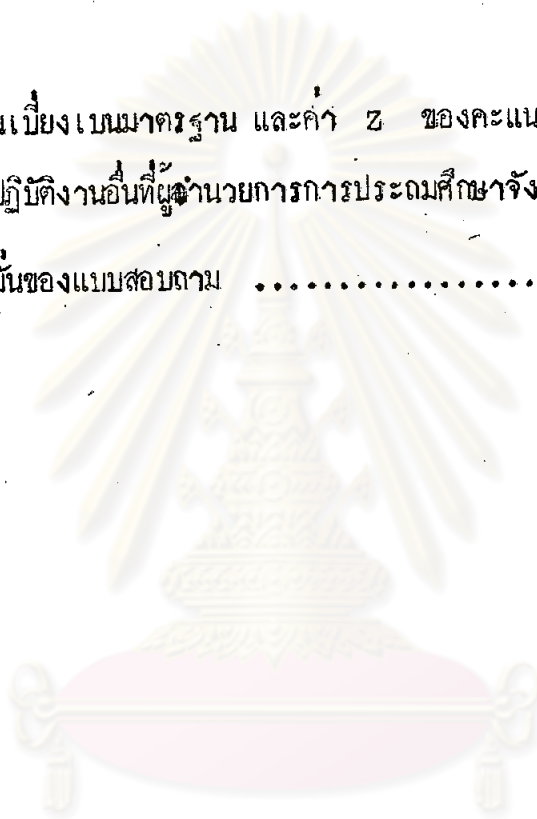 นเบี่ยงเบนมาตรฐาน และค่า Z ของคะแน
ปฏิบัติงานอื่นที่ผู้อำนวยการการประถมศึกษาจัง
มั่นของแบบสอบถาม .................